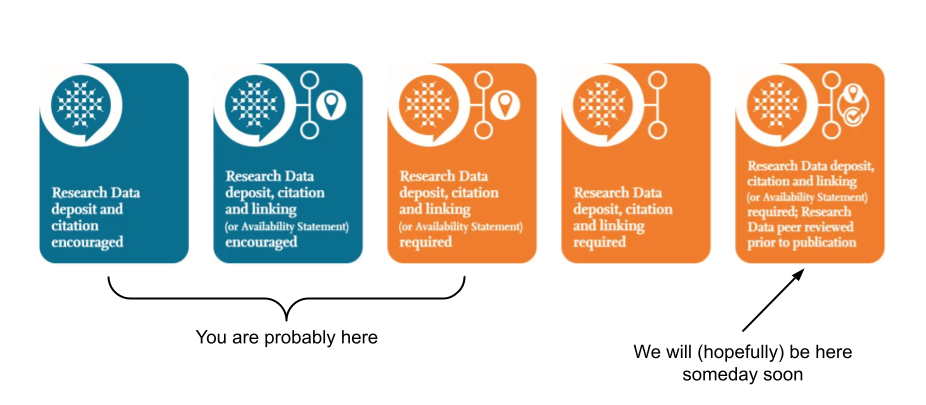 Research Data
deposit and
citation
encouraged
Research Data
deposit, citation
and linking
(or Availability Statement)
encouraged
Research Data
deposit, citation
and linking
(or Availability Statement)
required
Research Data
deposit, citation
and linking
required
Research Data deposit,
citation and linking
(or Availability Statement)
required; Research
Data peer reviewed
prior to publication
You are probably here
We will (hopefully) be here
someday soon